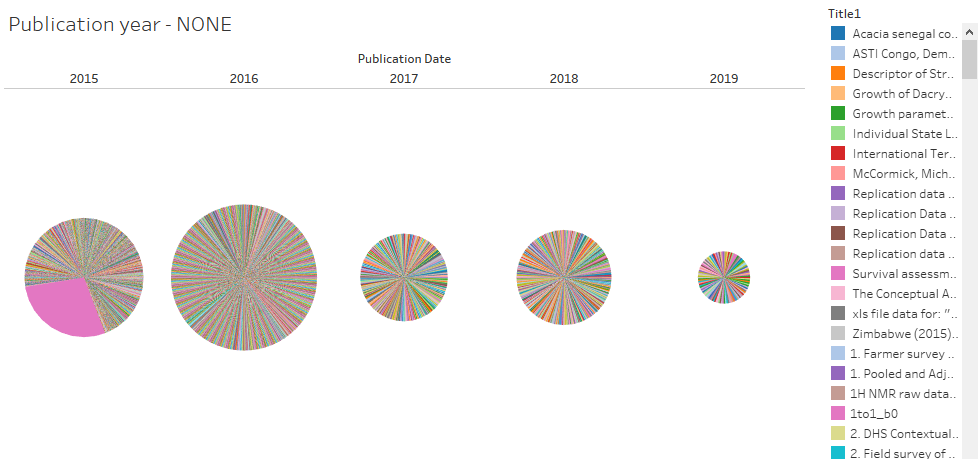 Publication year - NONE
Publication Date
2015 2016 2017 2018 2019
Title1
Acacia senegal co..
ASTI Congo, Dem..
Descriptor of Str..
Growth of Dacry..
Growth paramet..
Individual State L..
International Ter..
McCormick, Mich..
Replication data ..
Replication Data ..
Replication Data ..
Replication data ..
Survival assessm..
The Conceptual A..
xls file data for: "..
Zimbabwe (2015)..
1. Farmer survey ..
1. Pooled and Adj..
1H NMR raw data..
1to1_b0
2. DHS Contextual..
2. Field survey of ..